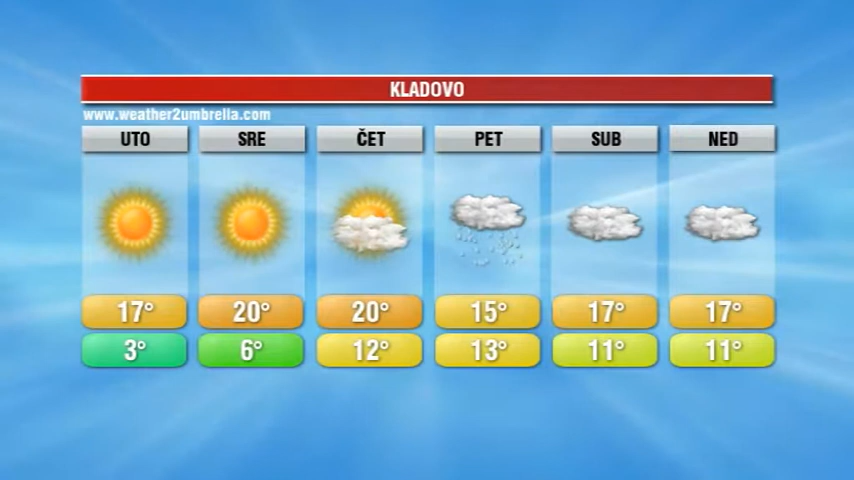 KLADOVO
www.weather2umbrella.com
UTO SRE ČET PET SUB NED
17° 20° 20° 15° 17° 17°
3° 6° 12° 13° 11° 11°